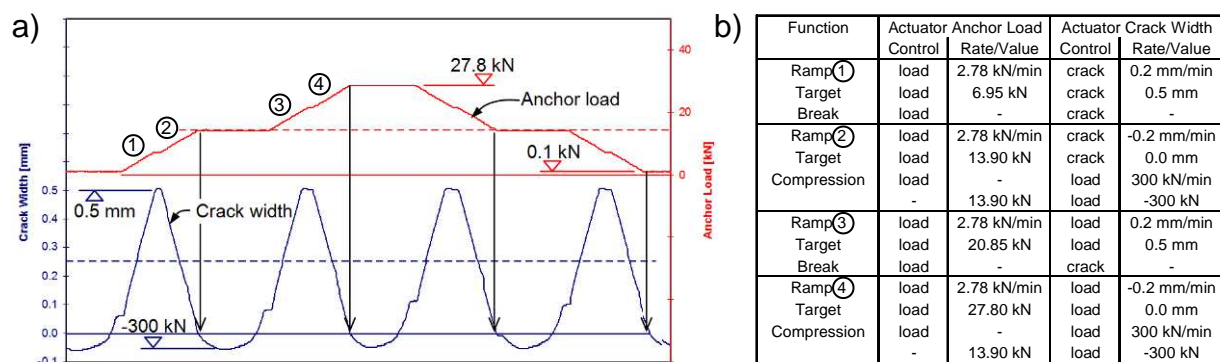 a)
27.8 kN
Anchor load
0.1 kN
① ② ③ ④
40
20
0
Anchor Load [kN]
Crack Width [mm]
0.5
0.4
0.3
0.2
0.1
0.0
-0.1
0.5 mm
Crack width
-300 kN
b)
Function Actuator Anchor Load Actuator Crack Width
Control Rate/Value Control Rate/Value
Ramp① load 2.78 kN/min crack 0.2 mm/min
Target load 6.95 kN crack 0.5 mm
Break load - crack -
Ramp② load 2.78 kN/min crack -0.2 mm/min
Target load 13.90 kN crack 0.0 mm
Compression load - load 300 kN/min
- 13.90 kN load -300 kN
Ramp③ load 2.78 kN/min load 0.2 mm/min
Target load 20.85 kN load 0.5 mm
Break load - crack -
Ramp④ load 2.78 kN/min load -0.2 mm/min
Target load 27.80 kN load 0.0 mm
Compression load - load 300 kN/min
- 13.90 kN load -300 kN